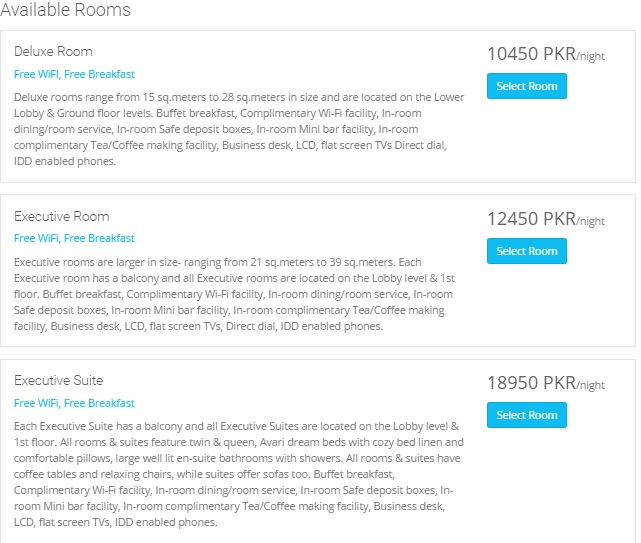 Available Rooms
Deluxe Room
10450 PKR/night
Free WiFI, Free Breakfast
Select Room
Deluxe rooms range from 15 sq.meters to 28 sq.meters in size and are located on the Lower
Lobby & Ground floor levels. Buffet breakfast, Complimentary Wi-Fi facility, In-room
dining/room service, In-room Safe deposit boxes, In-room Mini bar facility, In-room
complimentary Tea/Coffee making facility, Business desk, LCD, flat screen TVs Direct dial,
IDD enabled phones.
Executive Room
12450 PKR/night
Free WiFi, Free Breakfast
Select Room
Executive rooms are larger in size- ranging from 21 sq.meters to 39 sq.meters. Each
Executive room has a balcony and all Executive rooms are located on the Lobby level & 1st
floor. Buffet breakfast, Complimentary Wi-Fi facility, In-room dining/room service, In-room
Safe deposit boxes, In-room Mini bar facility, In-room complimentary Tea/Coffee making
facility, Business desk, LCD, flat screen TVs, Direct dial, IDD enabled phones.
Executive Suite
18950 PKR/night
Free WiFi, Free Breakfast
Select Room
Each Executive Suite has a balcony and all Executive Suites are located on the Lobby level &
1st floor. All rooms & suites feature twin & queen, Avari dream beds with cozy bed linen and
comfortable pillows, large well lit en-suite bathrooms with showers. All rooms & suites have
coffee tables and relaxing chairs, while suites offer sofas too. Buffet breakfast,
Complimentary Wi-Fi facility, In-room dining/room service, In-room Safe deposit boxes, In-
room Mini bar facility, In-room complimentary Tea/Coffee making facility, Business desk,
LCD, flat screen TVs, IDD enabled phones.